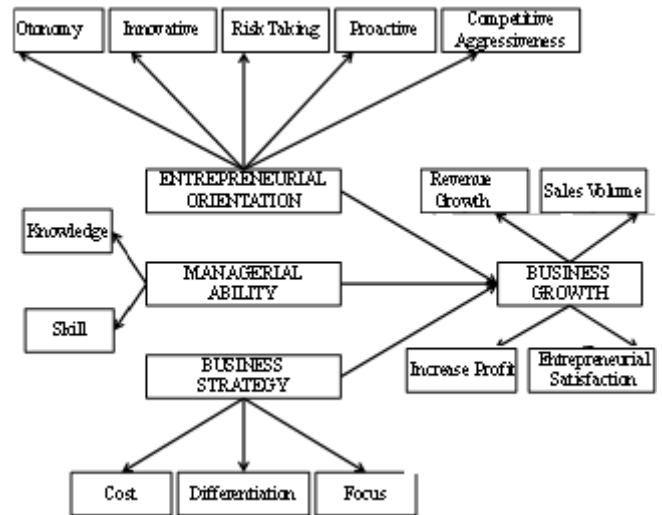 Otonomy
Innovative
Risk Taking
Proactive
Competitive
Aggressiveness
ENTREPRENEURIAL
ORIENTATION
Revenue
Growth
Sales Volume
Knowledge
MANAGERIAL
ABILITY
BUSINESS
GROWTH
Skill
BUSINESS
STRATEGY
Increase Profit
Entrepreneurial
Satisfaction
Cost
Differentiation
Focus